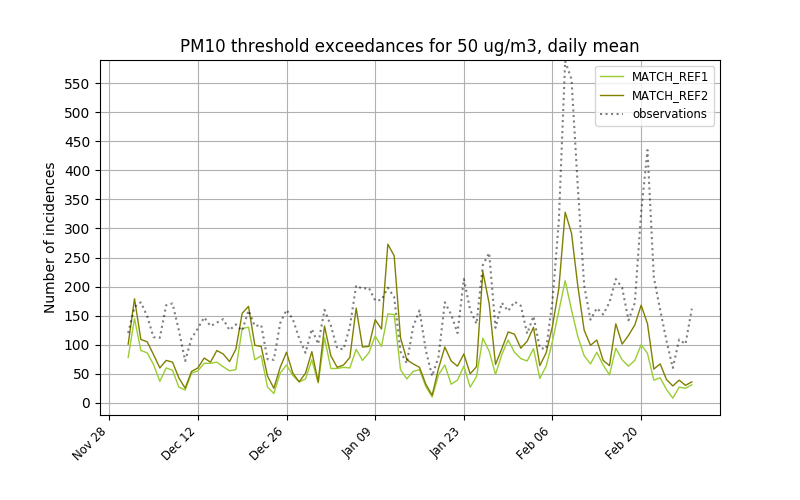 PM10 threshold exceedances for 50 ug/m3, daily mean
MATCH_REF1
MATCH_REF2
observations
Number of incidences
550
500
450
400
350
300
250
200
150
100
50
0
Nov 28
Dec 12
Dec 26
Jan 09
Jan 23
Feb 06
Feb 20